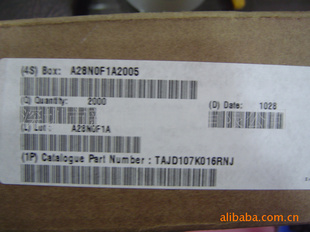 (4S) Box: A28N0F1A2005
(Q) Quantity: 2000
(D) Date: 1028
(L) Lot: A28N0F1A
(1P) Catalogue Part Number : TAJD107K016RNJ
alibaba.com.cn